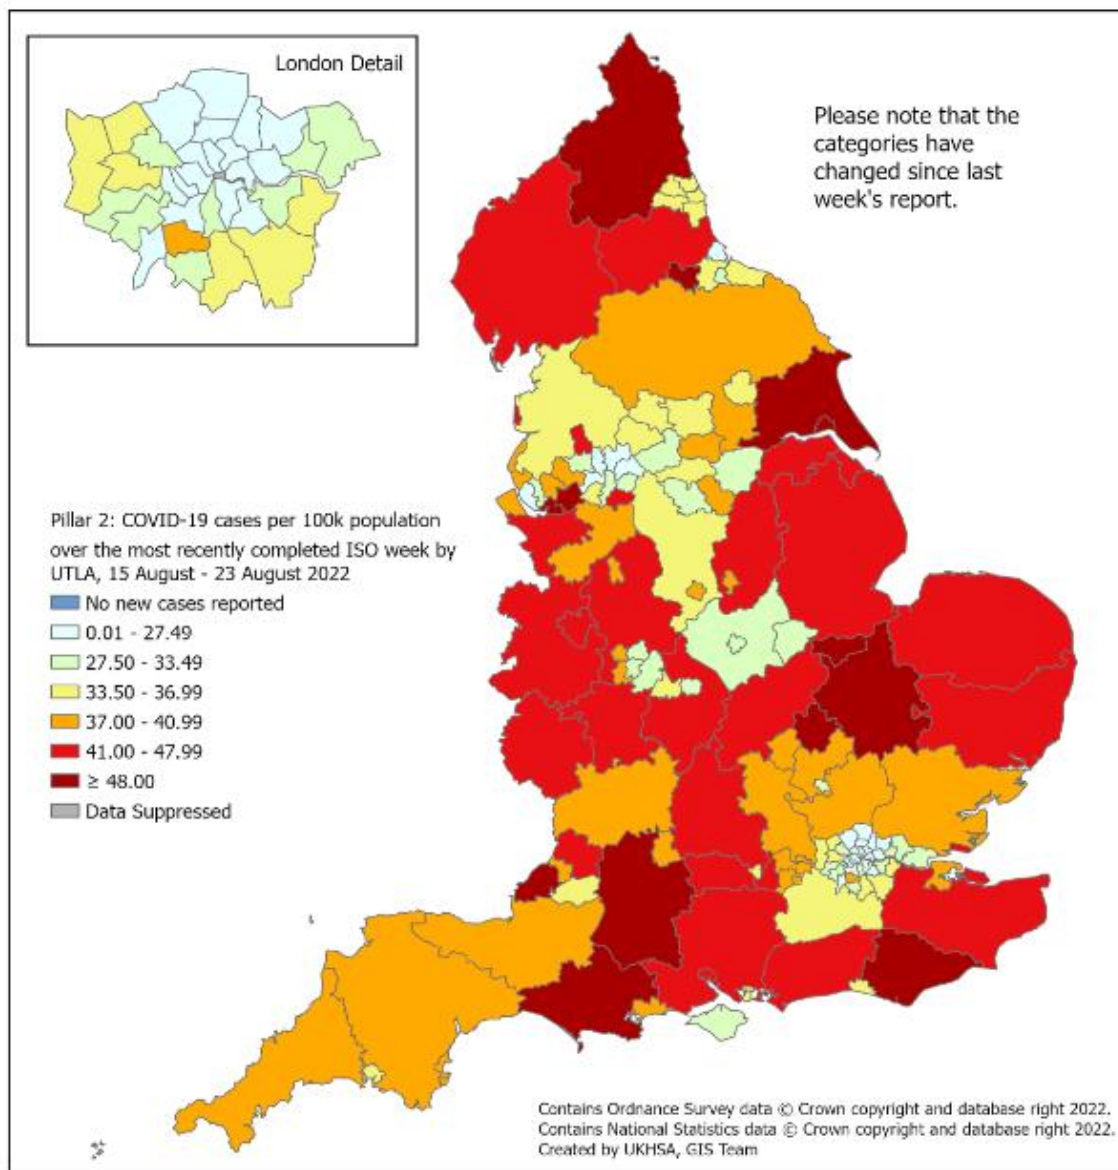 London Detail
Please note that the
categories have
changed since last
week's report.
Pillar 2: COVID-19 cases per 100k population
over the most recently completed ISO week by
UTLA, 15 August - 23 August 2022
No new cases reported
0.01 - 27.49
27.50 - 33.49
33.50 - 36.99
37.00 - 40.99
41.00 - 47.99
≥ 48.00
Data Suppressed
Contains Ordnance Survey data © Crown copyright and database right 2022.
Contains National Statistics data © Crown copyright and database right 2022.
Created by UKHSA, GIS Team